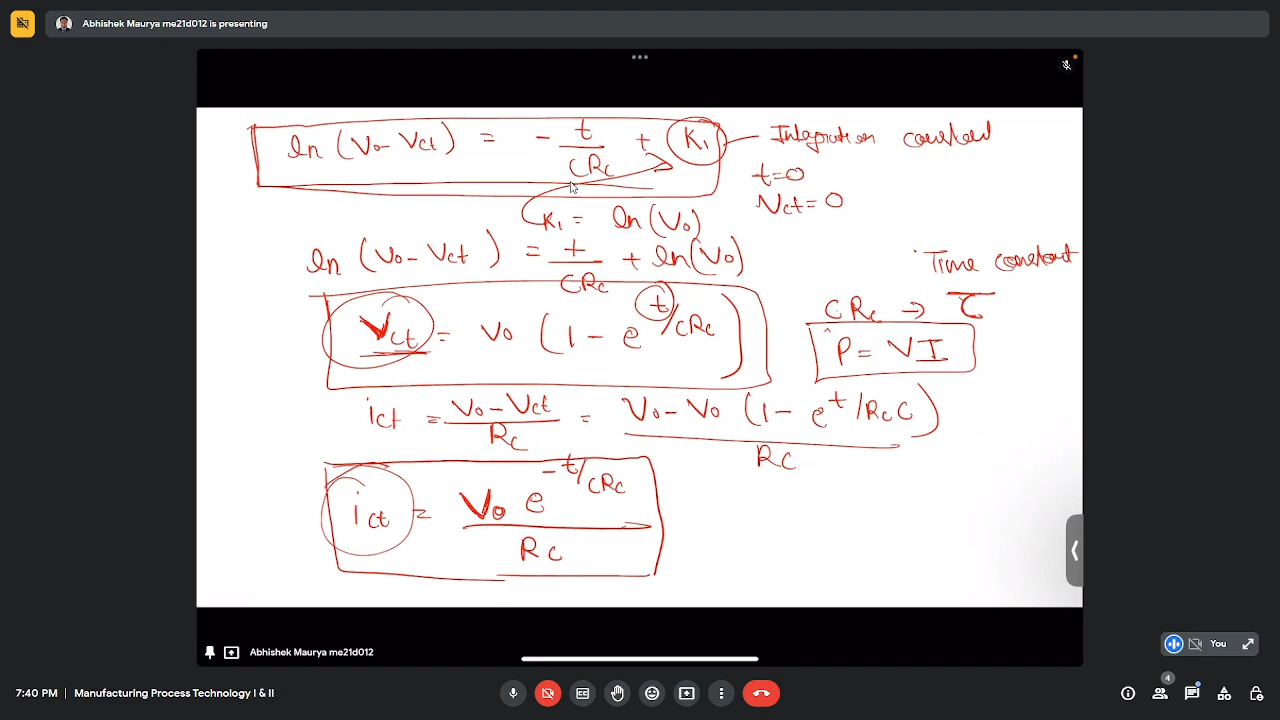 Abhishek Maurya me21d012 is presenting
ln (V0 - Vct) = - t/CRc + K1 — Integration constant
t=0
Vct = 0
K1 = ln(V0)
ln (V0 - Vct) = t/CRc + ln(V0)
Time constant
CRc → τ
Vct = V0 (1 - e^t/CRc)
P = VI
ict = V0 - Vct / Rc = V0 - V0 (1 - e^t/RcC) / Rc
ict = V0 e^-t/CRc / Rc
Abhishek Maurya me21d012
You
4
7:40 PM | Manufacturing Process Technology I & II